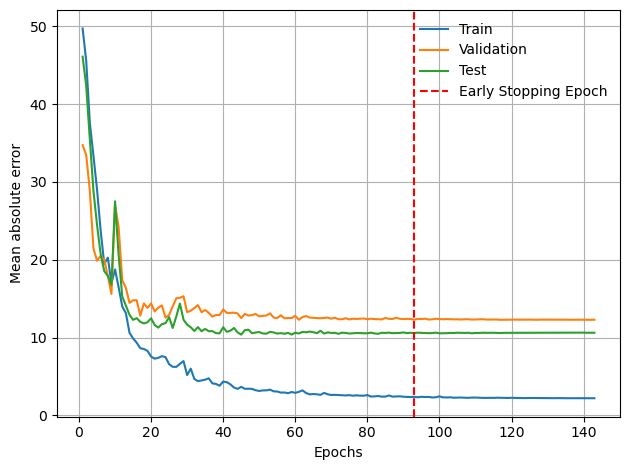 50
40
30
20
10
0
Mean absolute error
Train
Validation
Test
Early Stopping Epoch
0 20 40 60 80 100 120 140
Epochs